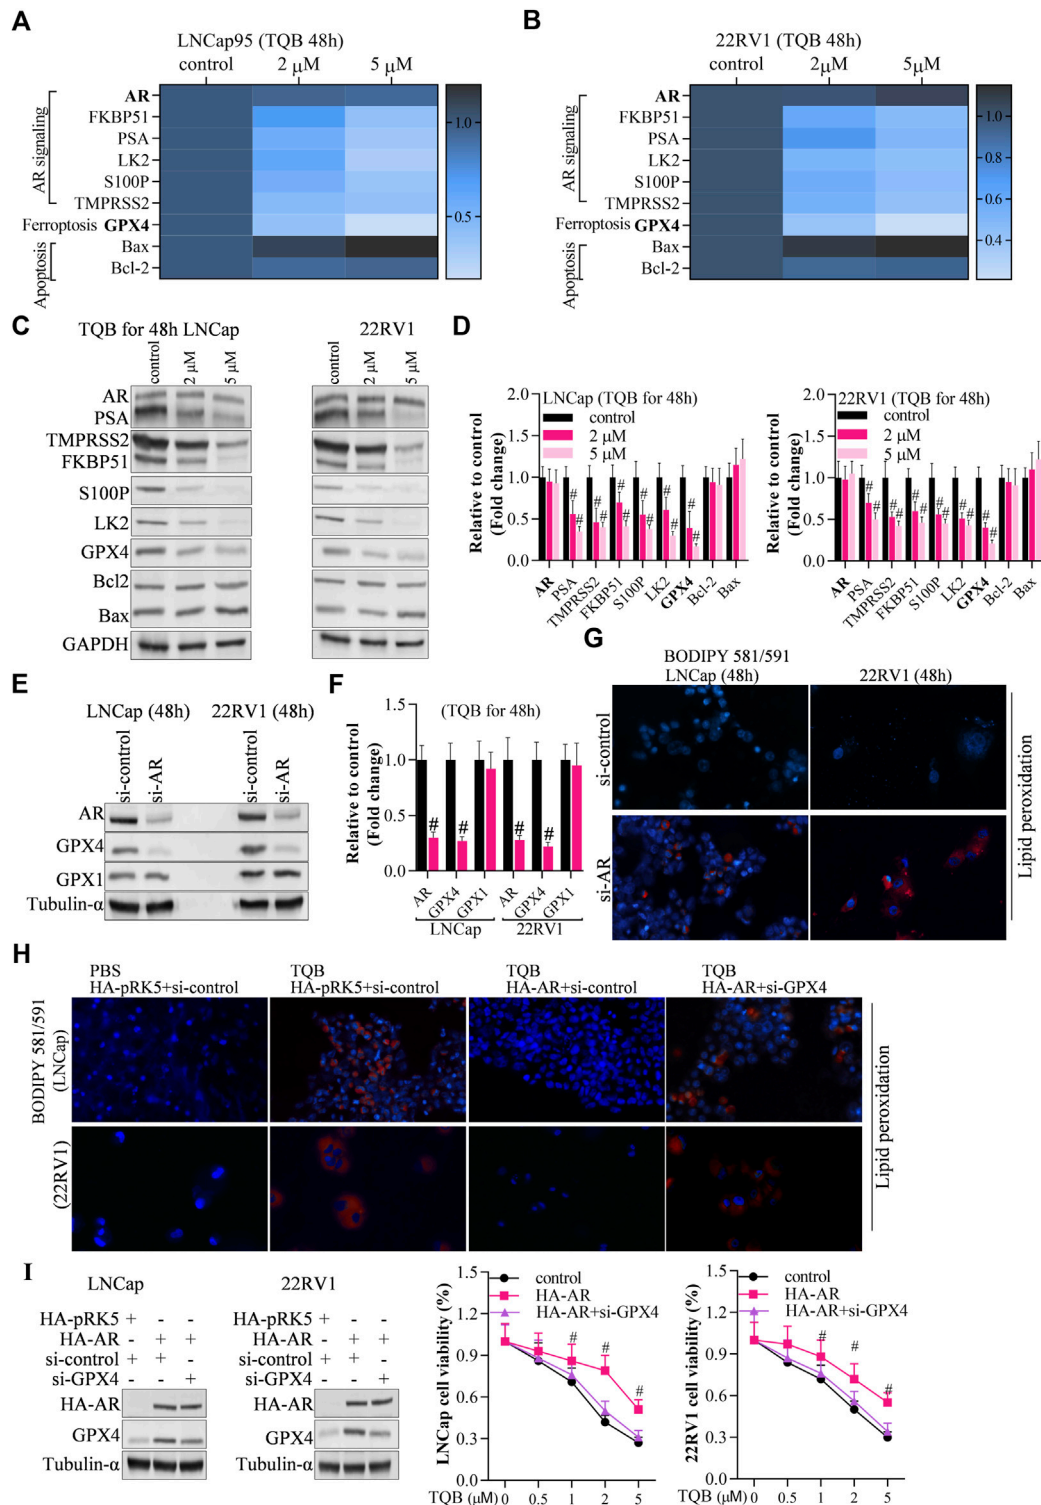 A
LNCap95 (TQB 48h)
control 2 μM 5 μM
AR signaling
AR
FKBP51
PSA
LK2
S100P
TMPRSS2
Ferroptosis GPX4
Apoptosis
Bax
Bcl-2
1.0
0.5
B
22RV1 (TQB 48h)
control 2μM 5μM
AR signaling
AR
FKBP51
PSA
LK2
S100P
TMPRSS2
Ferroptosis GPX4
Apoptosis
Bax
Bcl-2
1.0
0.8
0.6
0.4
C
TQB for 48h LNCap 22RV1
control 2 μM 5 μM control 2 μM 5 μM
AR
PSA
TMPRSS2
FKBP51
S100P
LK2
GPX4
Bcl2
Bax
GAPDH
D
Relative to control
(Fold change)
2.0
1.5
1.0
0.5
0.0
LNCap (TQB for 48h)
control
2 μM
5 μM
# # # # # # # # # # # #
AR PSA TMPRSS2 FKBP51 S100P LK2 GPX4 Bcl-2 Bax
Relative to control
(Fold change)
2.0
1.5
1.0
0.5
0.0
22RV1 (TQB for 48h)
control
2 μM
5 μM
# # # # # # # # # # # #
AR PSA TMPRSS2 FKBP51 S100P LK2 GPX4 Bcl-2 Bax
E
LNCap (48h) 22RV1 (48h)
si-control si-AR si-control si-AR
AR
GPX4
GPX1
Tubulin-α
F
(TQB for 48h)
Relative to control
(Fold change)
1.5
1.0
0.5
0.0
# # # #
AR GPX4 GPX1 AR GPX4 GPX1
LNCap 22RV1
G
BODIPY 581/591
LNCap (48h) 22RV1 (48h)
si-control
si-AR
Lipid peroxidation
H
PBS TQB TQB TQB
HA-pRK5+si-control HA-pRK5+si-control HA-AR+si-control HA-AR+si-GPX4
BODIPY 581/591
(LNCap)
(22RV1)
Lipid peroxidation
I
LNCap 22RV1
HA-pRK5 + - - HA-pRK5 + - -
HA-AR - + + HA-AR - + +
si-control + + - si-control + + -
si-GPX4 - - + si-GPX4 - - +
HA-AR HA-AR
GPX4 GPX4
Tubulin-α Tubulin-α
LNCap cell viability (%)
1.5
1.2
0.9
0.6
0.3
0.0
control
HA-AR
HA-AR+si-GPX4
# # #
TQB (μM) 0 0.5 1 2 5
22RV1 cell viability (%)
1.5
1.2
0.9
0.6
0.3
0.0
control
HA-AR
HA-AR+si-GPX4
# # #
TQB (μM) 0 0.5 1 2 5